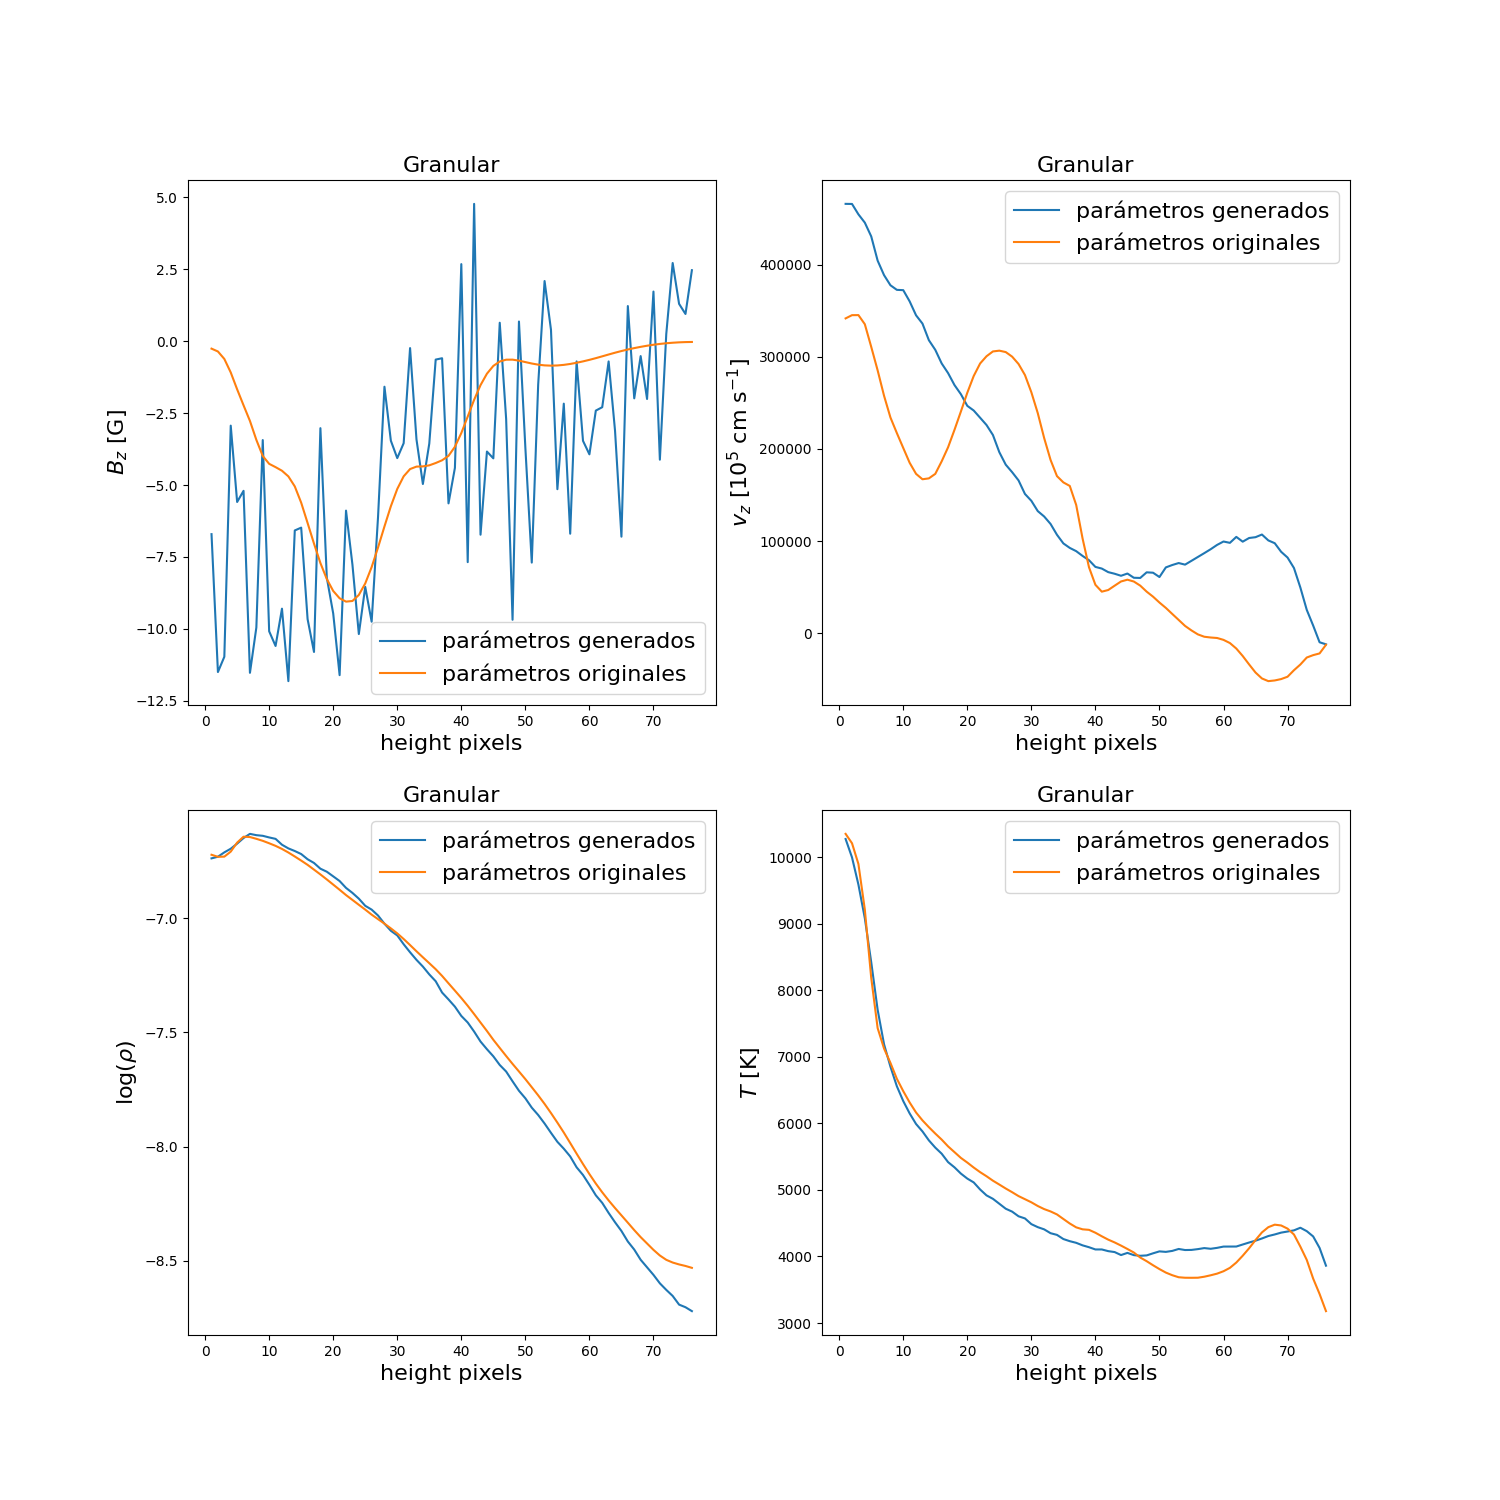 Granular
5.0
2.5
0.0
−2.5
−5.0
−7.5
−10.0
−12.5
B_z [G]
parámetros generados
parámetros originales
0 10 20 30 40 50 60 70
height pixels
Granular
parámetros generados
parámetros originales
400000
300000
200000
100000
0
v_z [10⁵ cm s⁻¹]
0 10 20 30 40 50 60 70
height pixels
Granular
parámetros generados
parámetros originales
−7.0
−7.5
−8.0
−8.5
log(ρ)
0 10 20 30 40 50 60 70
height pixels
Granular
parámetros generados
parámetros originales
10000
9000
8000
7000
6000
5000
4000
3000
T [K]
0 10 20 30 40 50 60 70
height pixels